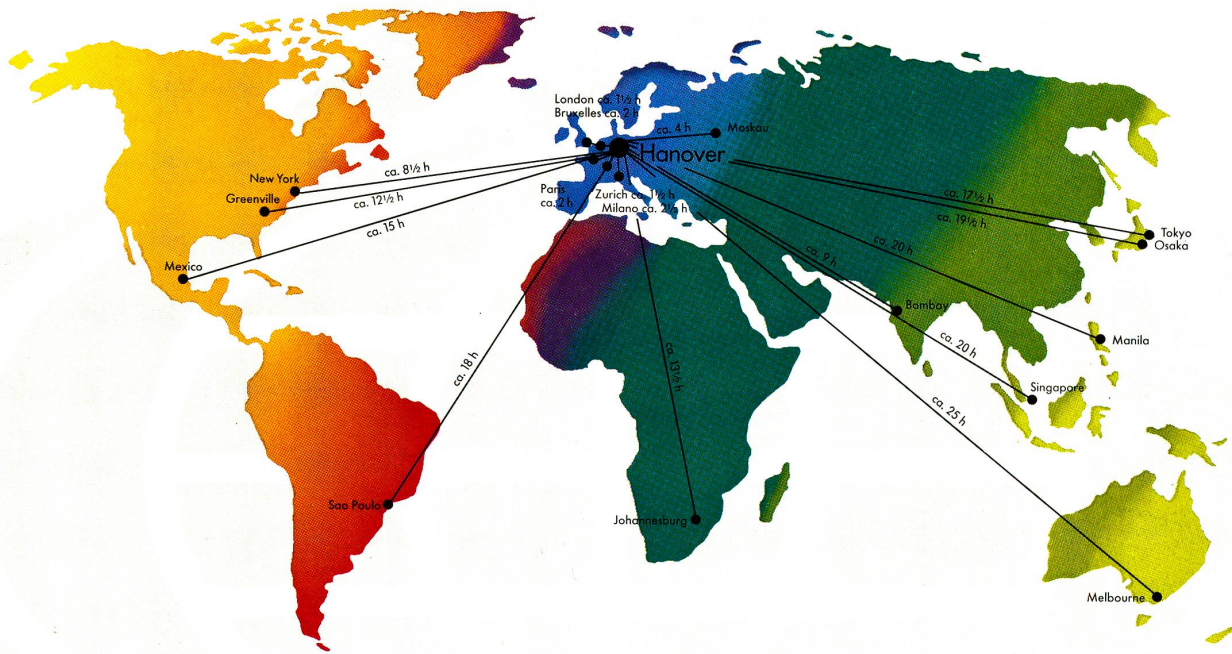 London ca. 1½ h
Bruxelles ca. 2 h
ca. 4 h
Moskau
Hanover
New York
ca. 8½ h
Greenville
ca. 12½ h
ca. 15 h
Mexico
Paris
ca. 2 h
Zurich ca. 1½ h
Milano ca. 2½ h
ca. 17½ h
ca. 19½ h
Tokyo
Osaka
ca. 20 h
ca. 9 h
Bombay
Manila
ca. 20 h
Singapore
ca. 18 h
ca. 13½ h
ca. 25 h
Sao Poulo
Johannesburg
Melbourne